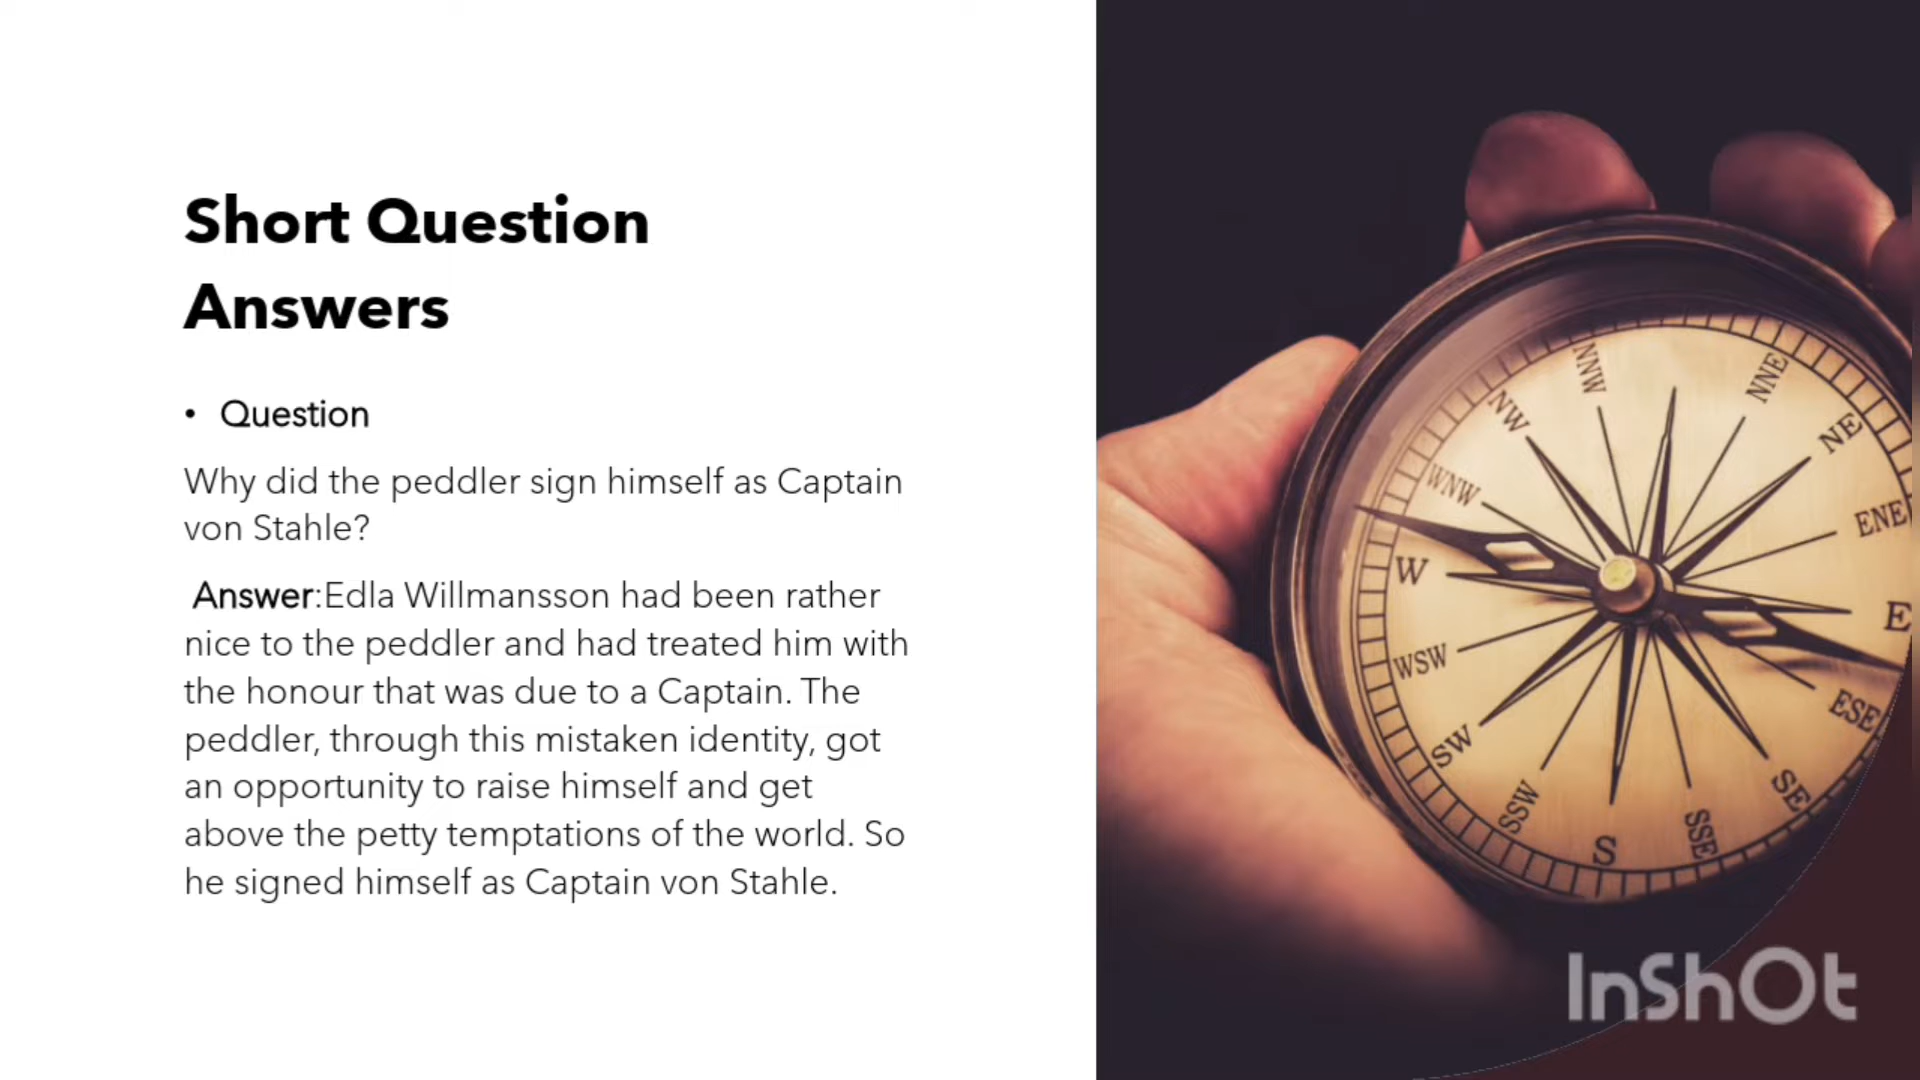 Short Question
Answers
• Question
Why did the peddler sign himself as Captain
von Stahle?
Answer:Edla Willmansson had been rather
nice to the peddler and had treated him with
the honour that was due to a Captain. The
peddler, through this mistaken identity, got
an opportunity to raise himself and get
above the petty temptations of the world. So
he signed himself as Captain von Stahle.
NNW
NNE
NW
NE
WNW
ENE
W
E
WSW
ESE
SW
SE
SSW
SSE
S
InShOt